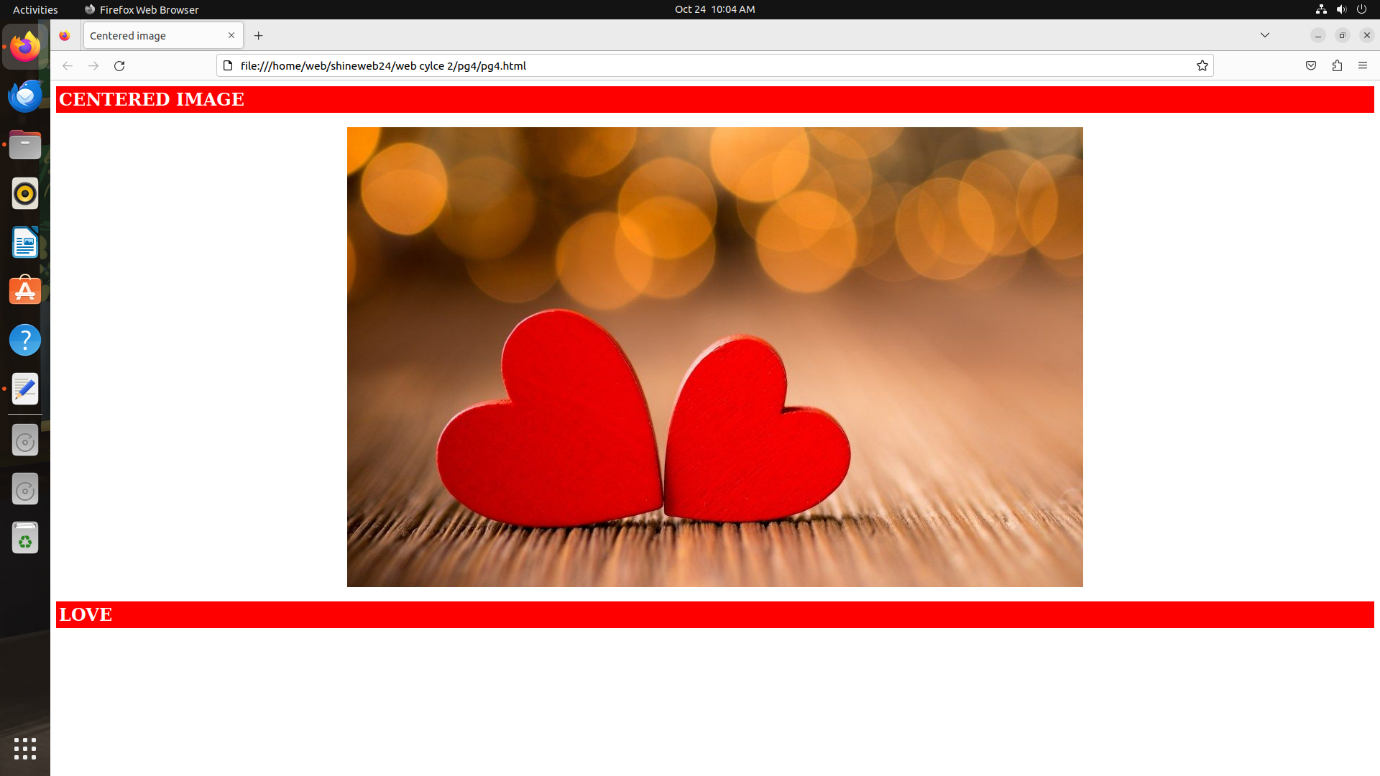 Activities
Firefox Web Browser
Oct 24 10:04 AM
Centered image
file:///home/web/shineweb24/web cylce 2/pg4/pg4.html
CENTERED IMAGE
LOVE